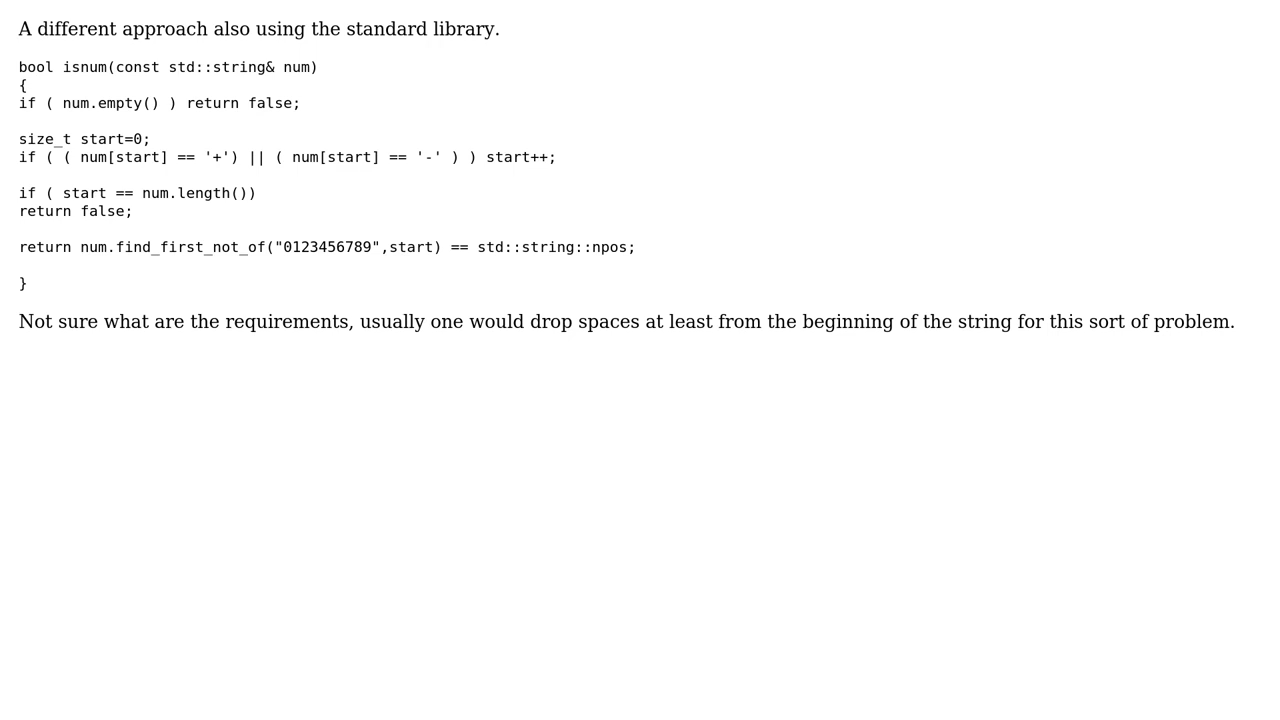 A different approach also using the standard library.
bool isnum(const std::string& num)
{
if ( num.empty() ) return false;
size_t start=0;
if ( ( num[start] == '+') || ( num[start] == '-' ) ) start++;
if ( start == num.length())
return false;
return num.find_first_not_of("0123456789",start) == std::string::npos;
}
Not sure what are the requirements, usually one would drop spaces at least from the beginning of the string for this sort of problem.